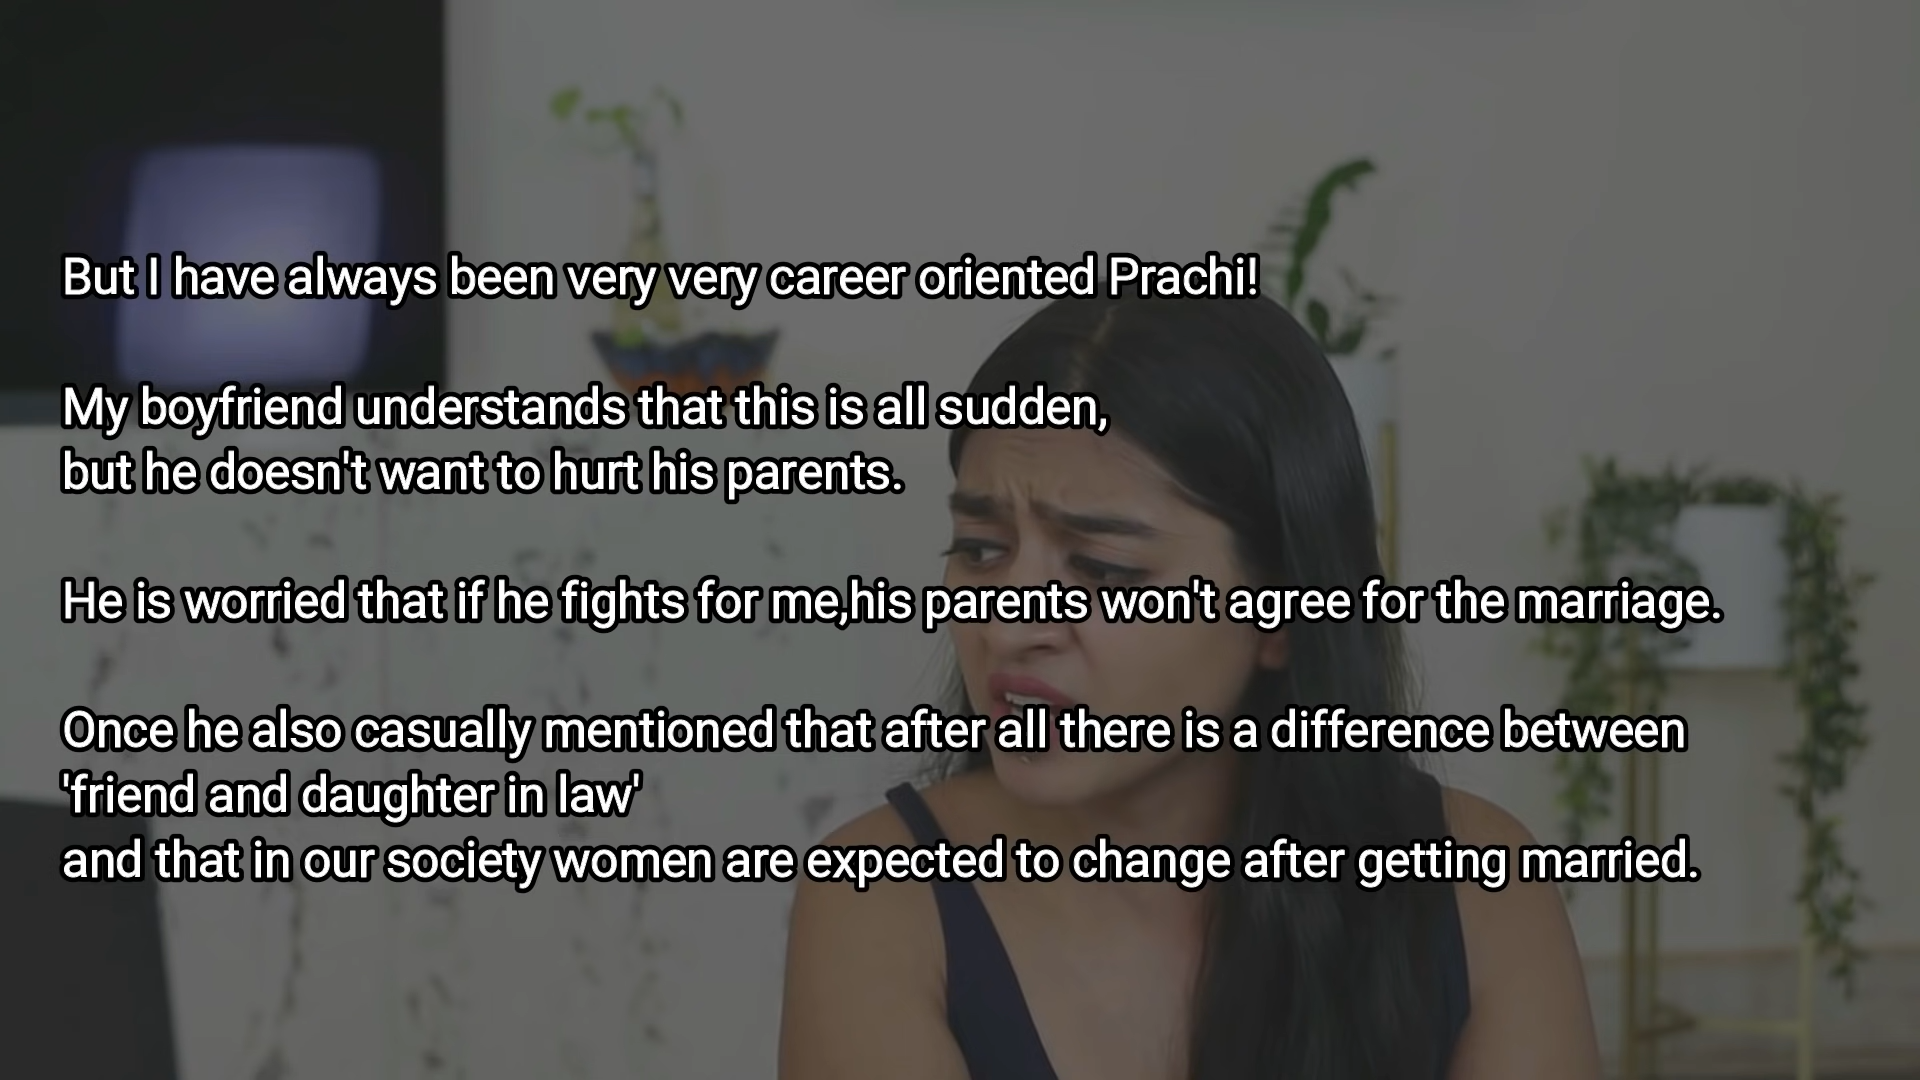 But I have always been very very career oriented Prachi!
My boyfriend understands that this is all sudden,
but he doesn't want to hurt his parents.
He is worried that if he fights for me,his parents won't agree for the marriage.
Once he also casually mentioned that after all there is a difference between
'friend and daughter in law'
and that in our society women are expected to change after getting married.